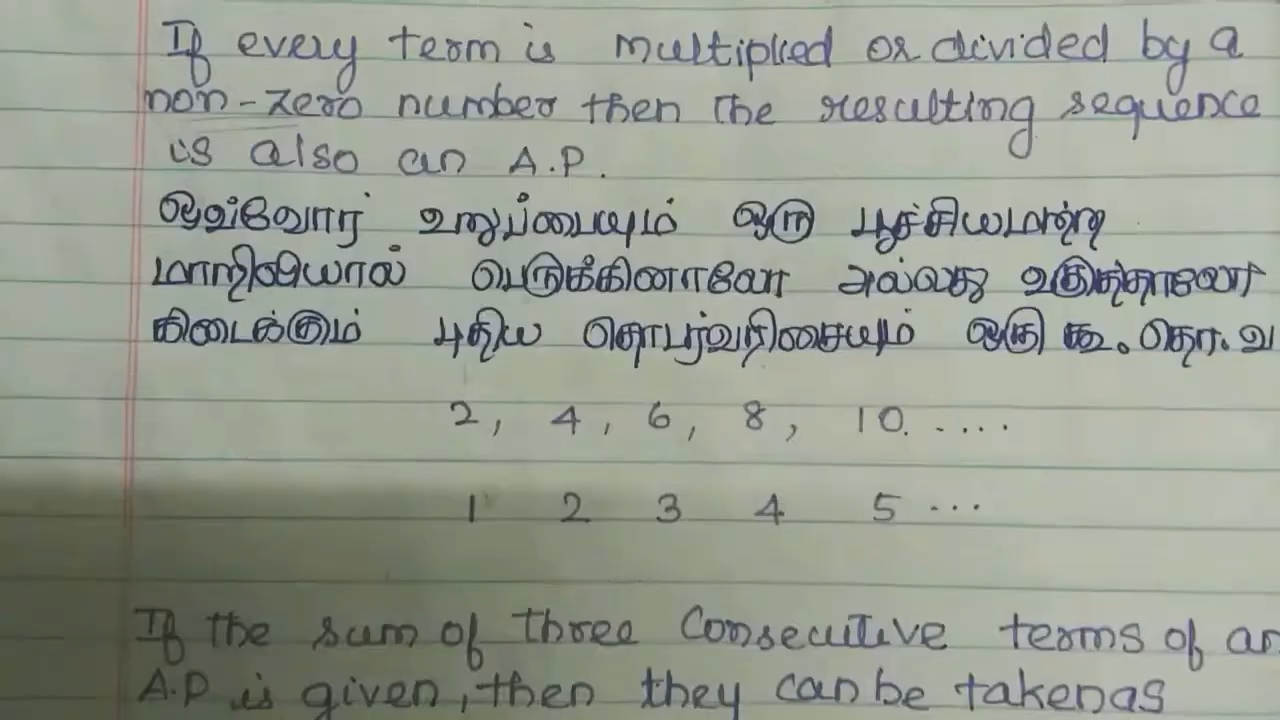 If every term is multiplied or divided by a
non-zero number then the resulting sequence
is also an A.P.
ஒவ்வோர் உறுப்பையும் ஒரு பூச்சியமற்ற
மாறிலியால் பெருக்கினாலோ அல்லது வகுத்தாலோ
கிடைக்கும் புதிய தொடர்வரிசையும் ஒரு கூ.தொ.வ
2, 4, 6, 8, 10. ....
1 2 3 4 5 ...
If the sum of three consecutive terms of an
A.P is given, then they can be taken as